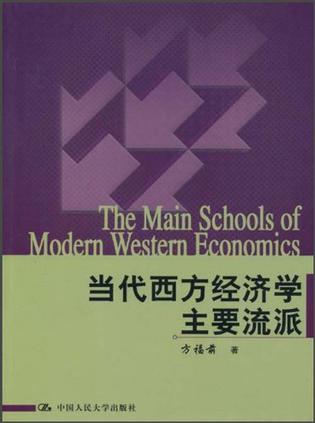 The Main Schools of
Modern Western Economics
当代西方经济学
主要流派
方福前 著
中国人民大学出版社